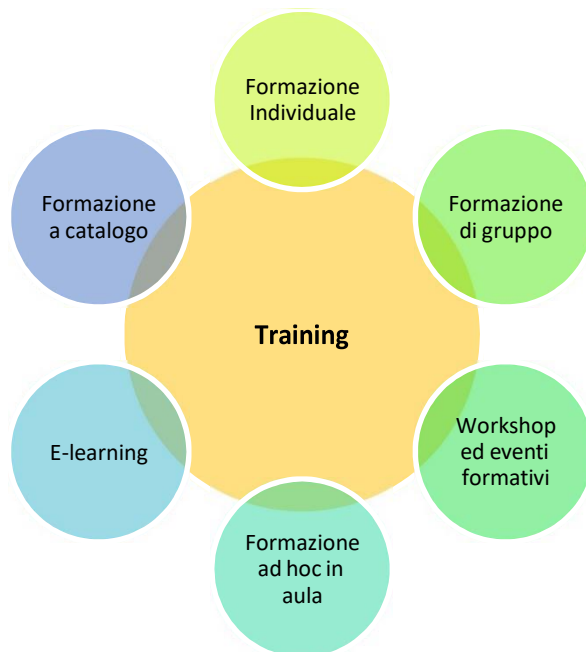 Formazione
Individuale
Formazione
a catalogo
Formazione
di gruppo
Training
E-learning
Workshop
ed eventi
formativi
Formazione
ad hoc in
aula